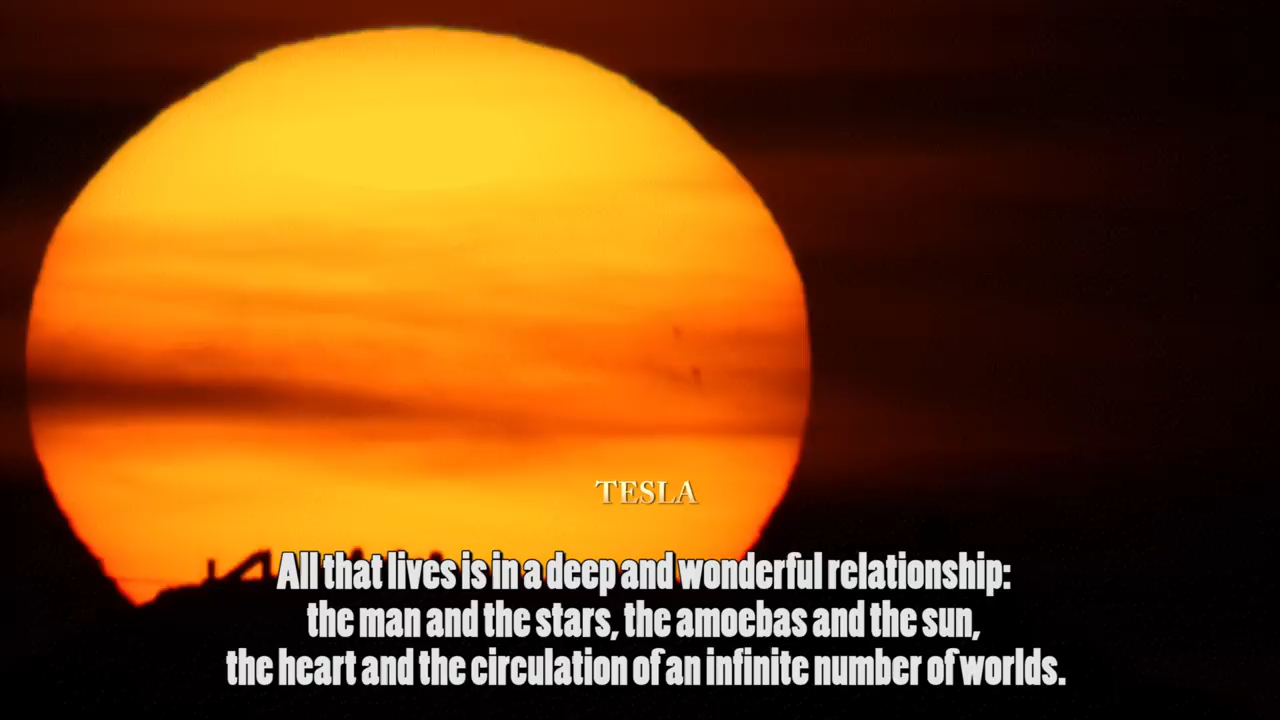 TESLA
All that lives is in a deep and wonderful relationship:
the man and the stars, the amoebas and the sun,
the heart and the circulation of an infinite number of worlds.